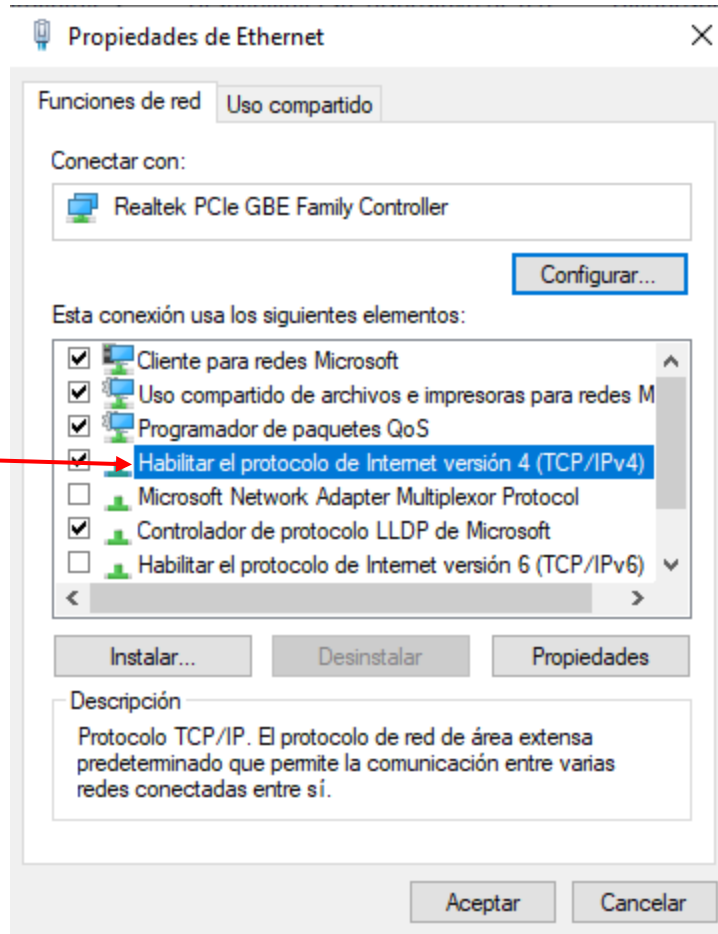 Propiedades de Ethernet
Funciones de red
Uso compartido
Conectar con:
Realtek PCIe GBE Family Controller
Configurar...
Esta conexión usa los siguientes elementos:
Cliente para redes Microsoft
Uso compartido de archivos e impresoras para redes M
Programador de paquetes QoS
Habilitar el protocolo de Internet versión 4 (TCP/IPv4)
Microsoft Network Adapter Multiplexor Protocol
Controlador de protocolo LLDP de Microsoft
Habilitar el protocolo de Internet versión 6 (TCP/IPv6)
Instalar...
Desinstalar
Propiedades
Descripción
Protocolo TCP/IP. El protocolo de red de área extensa
predeterminado que permite la comunicación entre varias
redes conectadas entre sí.
Aceptar
Cancelar